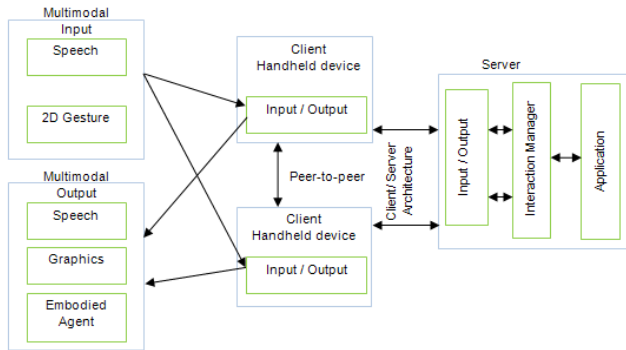 Multimodal
Input
Speech
2D Gesture
Multimodal
Output
Speech
Graphics
Embodied
Agent
Client
Handheld device
Input / Output
Peer-to-peer
Client
Handheld device
Input / Output
Client/ Server
Architecture
Server
Input / Output
Interaction Manager
Application